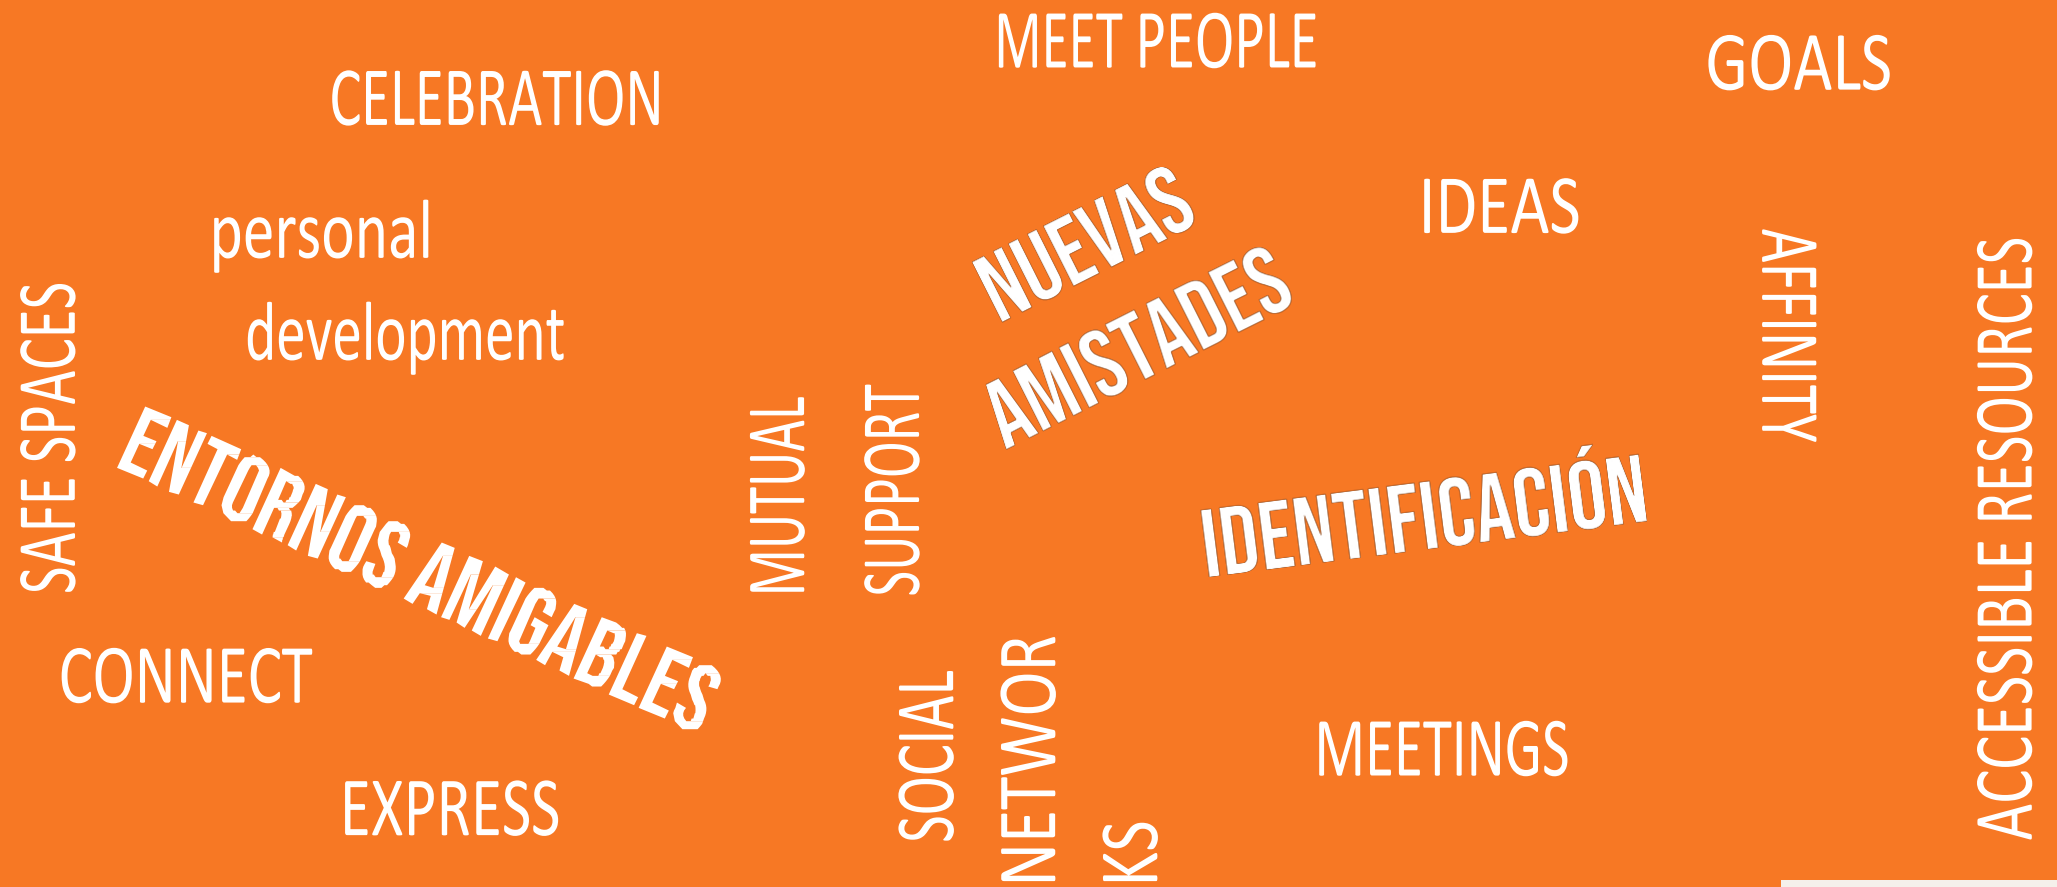 MEET PEOPLE
GOALS
CELEBRATION
IDEAS
personal
development
NUEVAS
AMISTADES
AFFINITY
ACCESSIBLE RESOURCES
SAFE SPACES
ENTORNOS AMIGABLES
MUTUAL
SUPPORT
IDENTIFICACIÓN
CONNECT
SOCIAL
NETWOR
KS
MEETINGS
EXPRESS